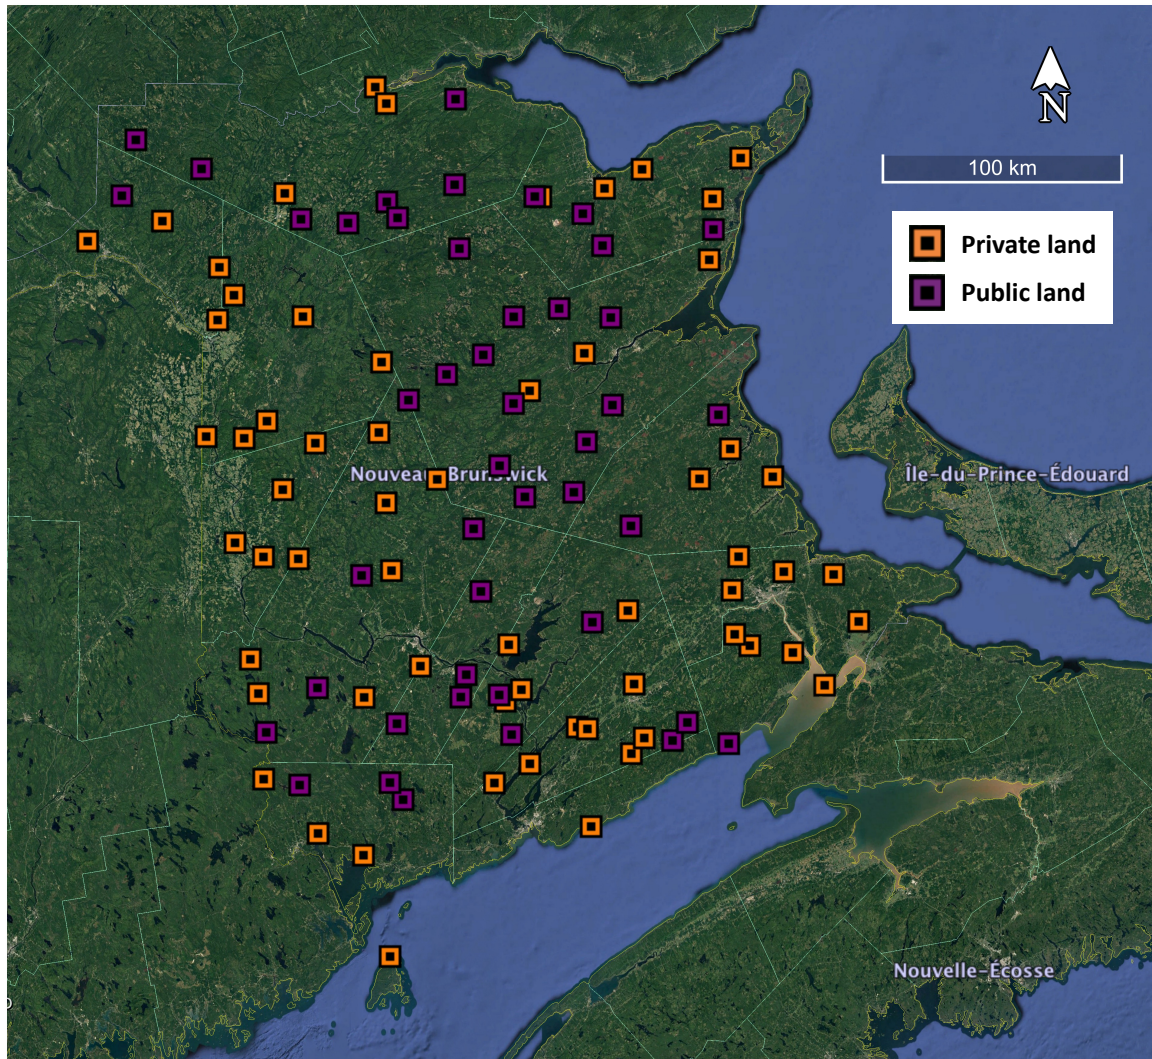 N
100 km
Private land
Public land
Nouveau-Brunswick
Île-du-Prince-Édouard
Nouvelle-Écosse